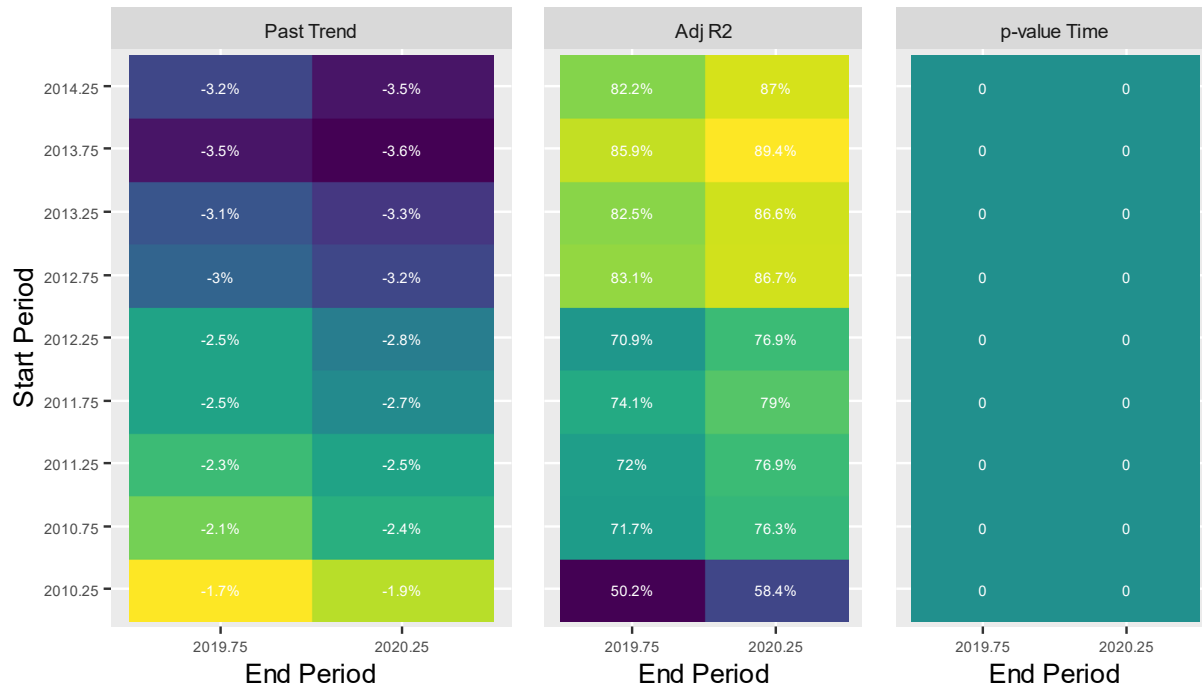 Past Trend Adj R2 p-value Time
Start Period
2014.25 -3.2% -3.5% 82.2% 87% 0 0
2013.75 -3.5% -3.6% 85.9% 89.4% 0 0
2013.25 -3.1% -3.3% 82.5% 86.6% 0 0
2012.75 -3% -3.2% 83.1% 86.7% 0 0
2012.25 -2.5% -2.8% 70.9% 76.9% 0 0
2011.75 -2.5% -2.7% 74.1% 79% 0 0
2011.25 -2.3% -2.5% 72% 76.9% 0 0
2010.75 -2.1% -2.4% 71.7% 76.3% 0 0
2010.25 -1.7% -1.9% 50.2% 58.4% 0 0
2019.75 2020.25 2019.75 2020.25 2019.75 2020.25
End Period End Period End Period